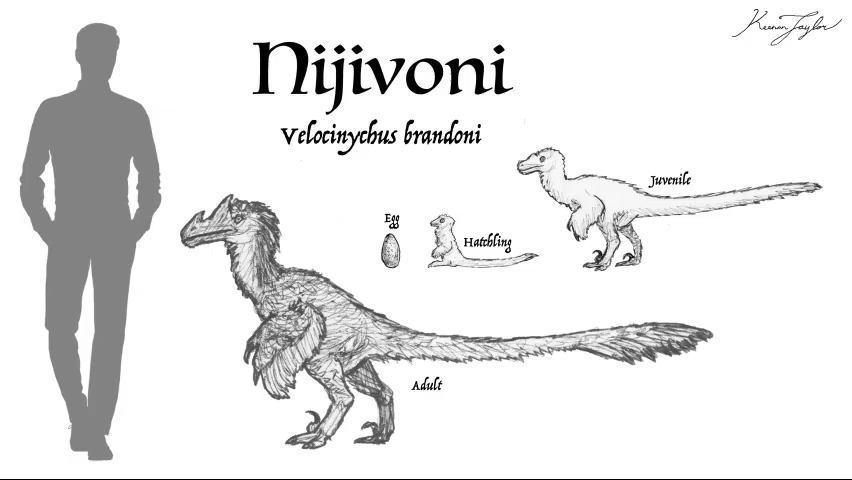 Keenan Taylor
Nijivoni
Velocinychus brandoni
Juvenile
Egg
Hatchling
Adult